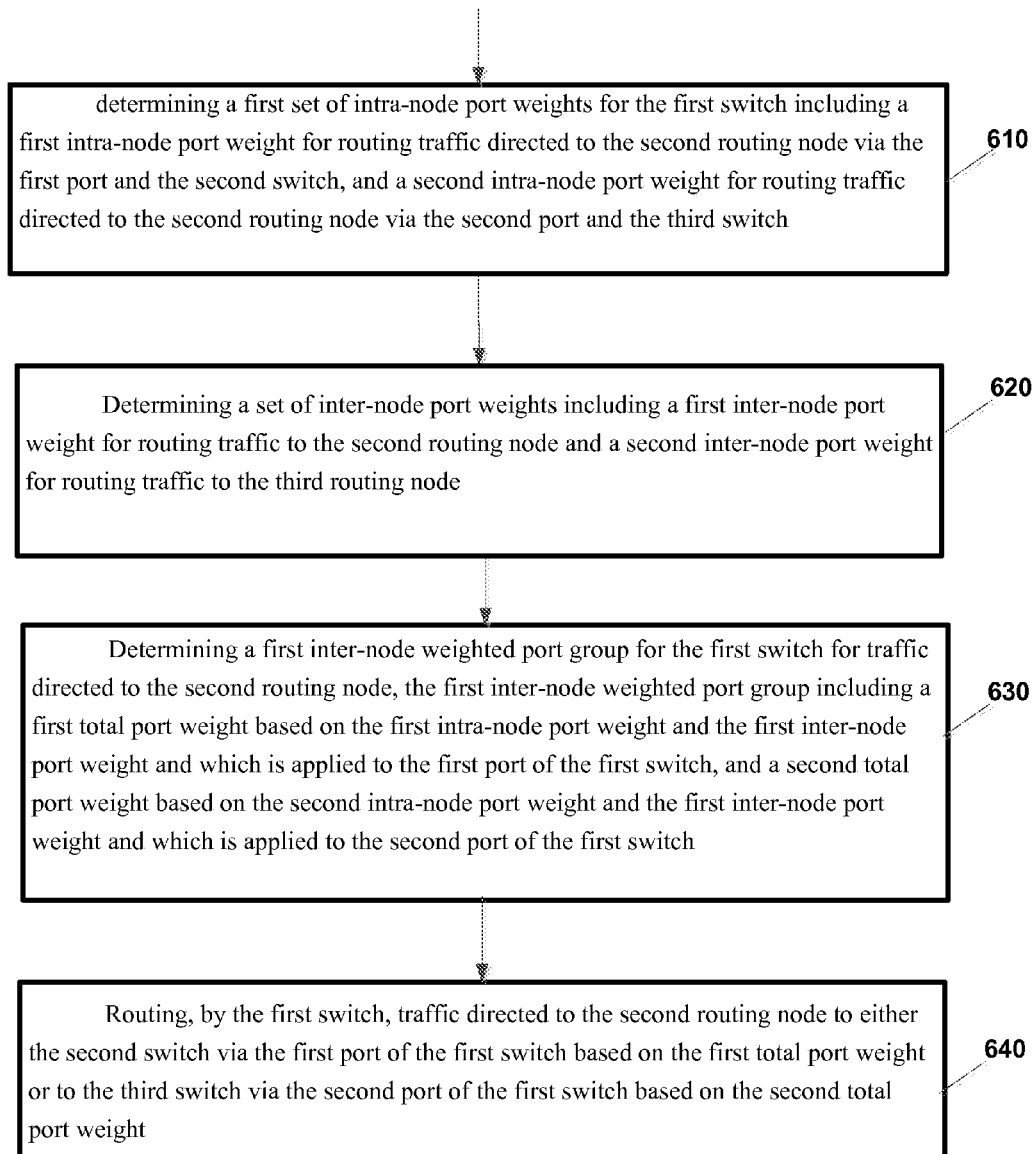 determining a first set of intra-node port weights for the first switch including a
first intra-node port weight for routing traffic directed to the second routing node via the
first port and the second switch, and a second intra-node port weight for routing traffic
directed to the second routing node via the second port and the third switch
610
Determining a set of inter-node port weights including a first inter-node port
weight for routing traffic to the second routing node and a second inter-node port weight
for routing traffic to the third routing node
620
Determining a first inter-node weighted port group for the first switch for traffic
directed to the second routing node, the first inter-node weighted port group including a
first total port weight based on the first intra-node port weight and the first inter-node
port weight and which is applied to the first port of the first switch, and a second total
port weight based on the second intra-node port weight and the first inter-node port
weight and which is applied to the second port of the first switch
630
Routing, by the first switch, traffic directed to the second routing node to either
the second switch via the first port of the first switch based on the first total port weight
or to the third switch via the second port of the first switch based on the second total
port weight
640